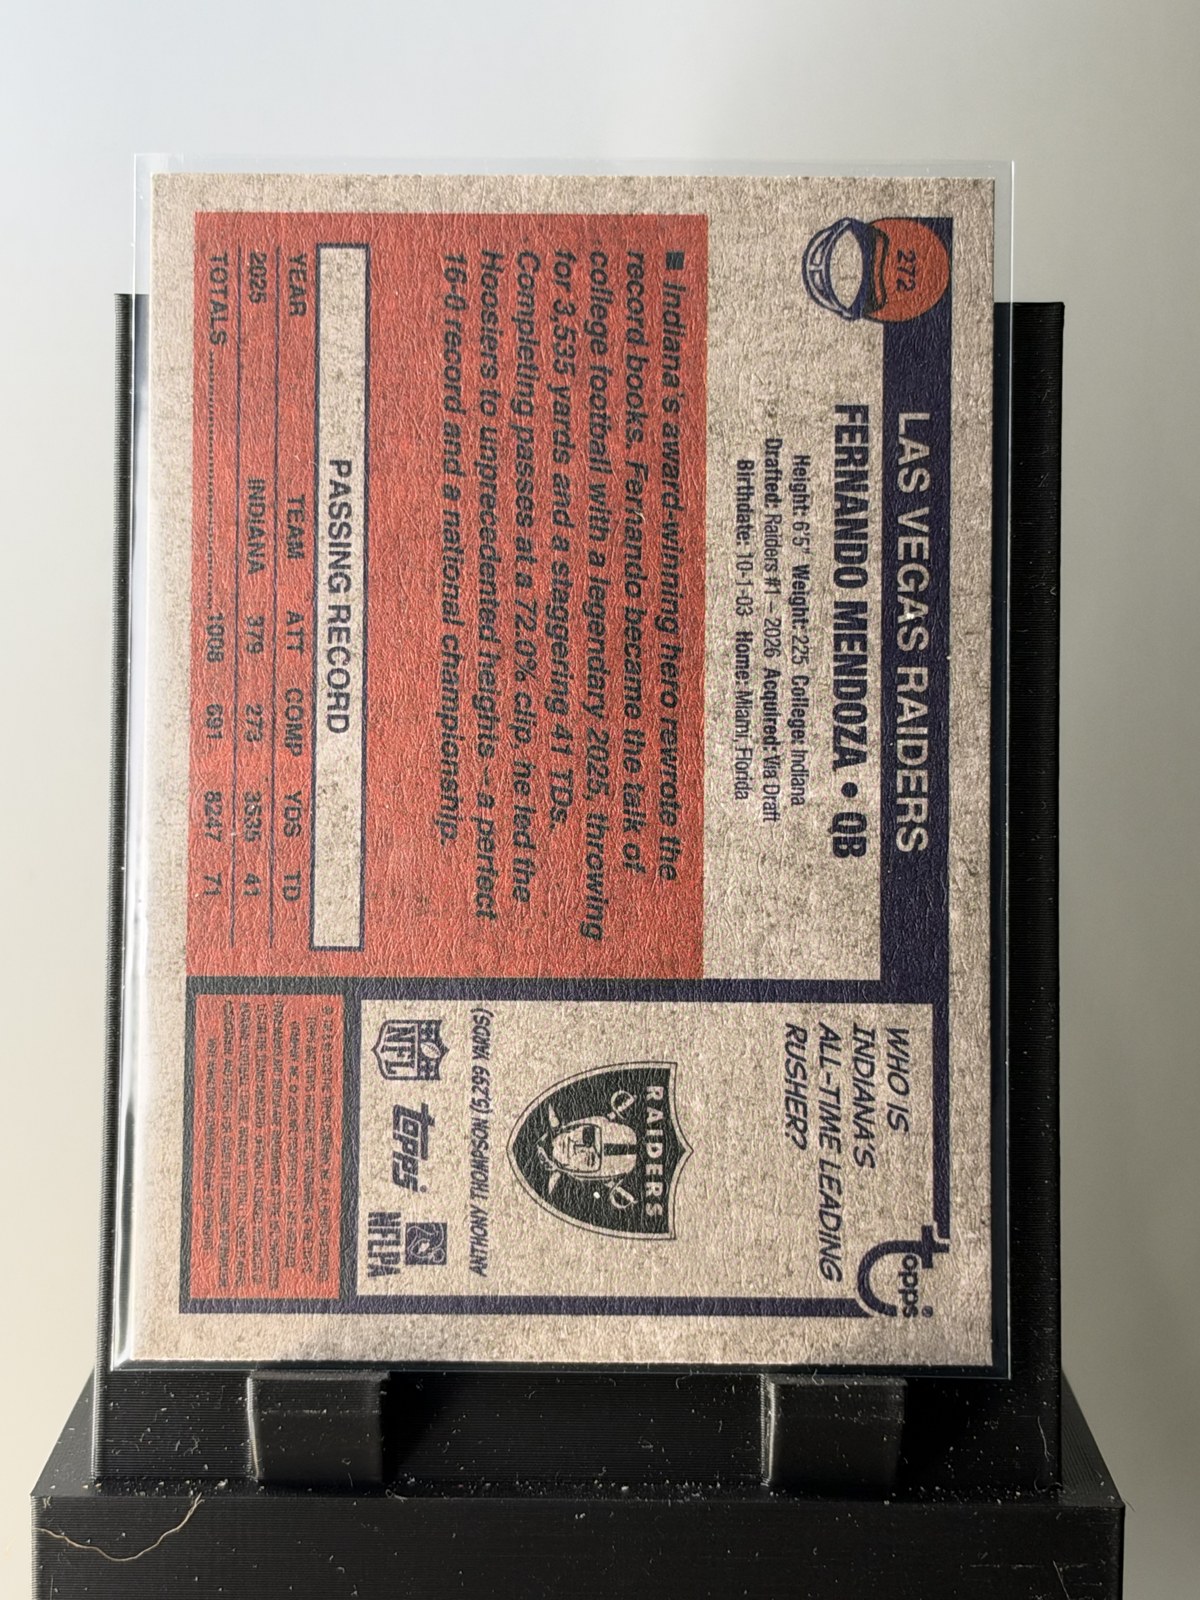 272
LAS VEGAS RAIDERS
FERNANDO MENDOZA • QB
Height: 6'5" Weight: 225 College: Indiana
Drafted: Raiders #1 – 2026 Acquired: Via Draft
Birthdate: 10-1-03 Home: Miami, Florida
■ Indiana's award-winning hero rewrote the
record books. Fernando became the talk of
college football with a legendary 2025, throwing
for 3,535 yards and a staggering 41 TDs.
Completing passes at a 72.0% clip, he led the
Hoosiers to unprecedented heights – a perfect
16-0 record and a national championship.
PASSING RECORD
YEAR TEAM ATT COMP YDS TD
2025 INDIANA 379 273 3535 41
TOTALS 1008 691 8247 71
topps®
WHO IS
INDIANA'S
ALL-TIME LEADING
RUSHER?
RAIDERS
ANTHONY THOMPSON (5,299 YARDS)
NFL topps NFLPA